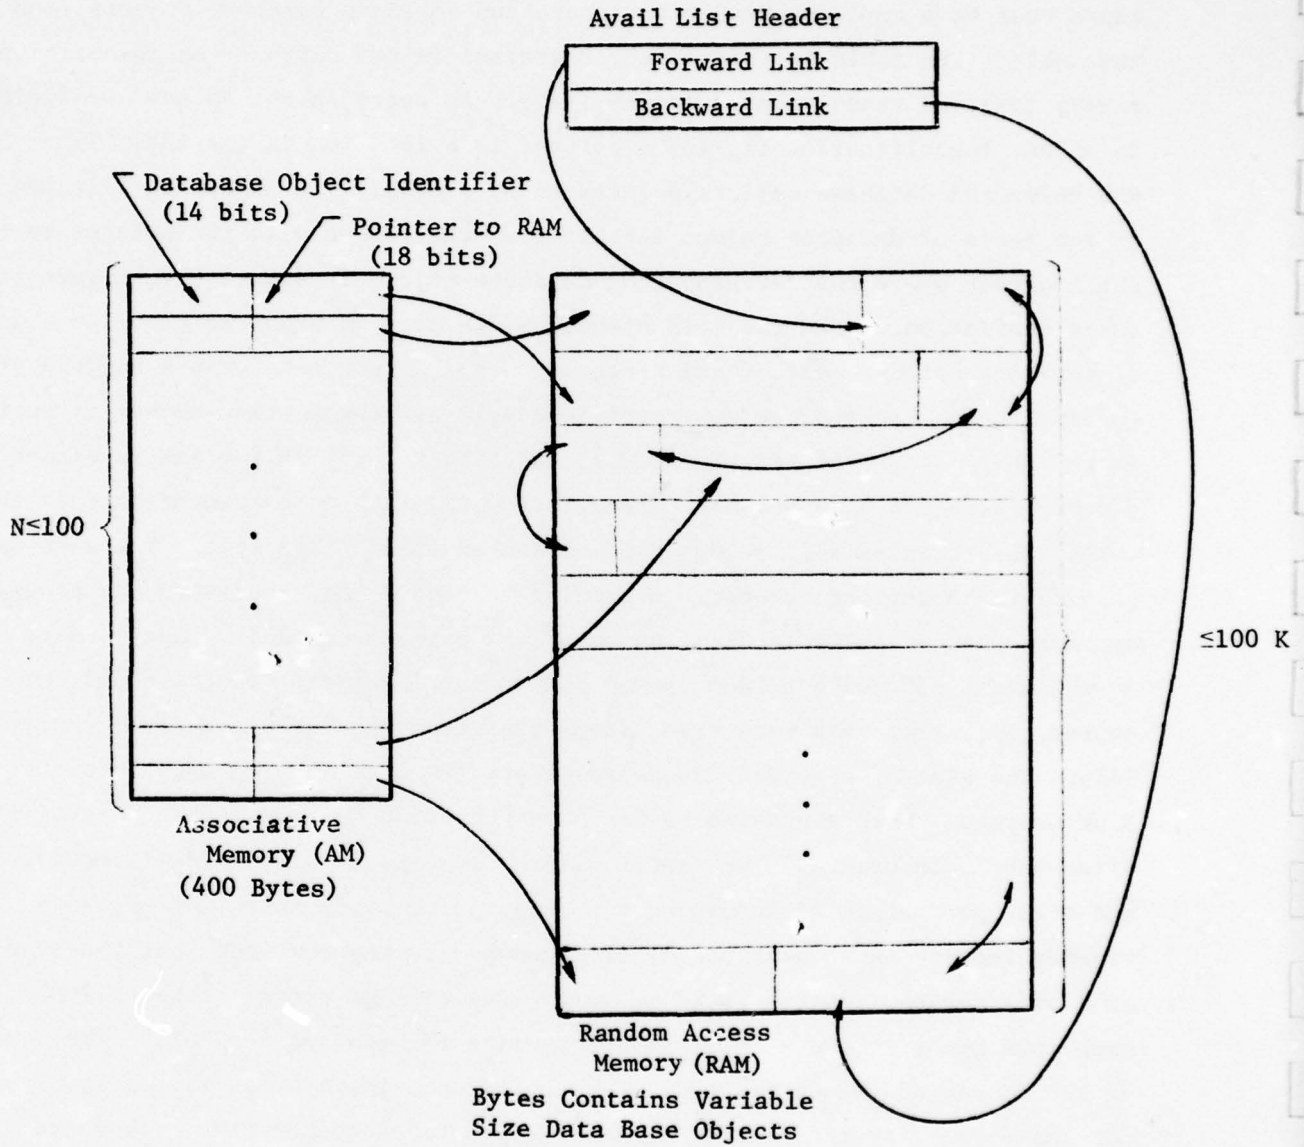 Avail List Header
Forward Link
Backward Link
Database Object Identifier
(14 bits)
Pointer to RAM
(18 bits)
N≤100
≤100 K
Associative
Memory (AM)
(400 Bytes)
Random Access
Memory (RAM)
Bytes Contains Variable
Size Data Base Objects